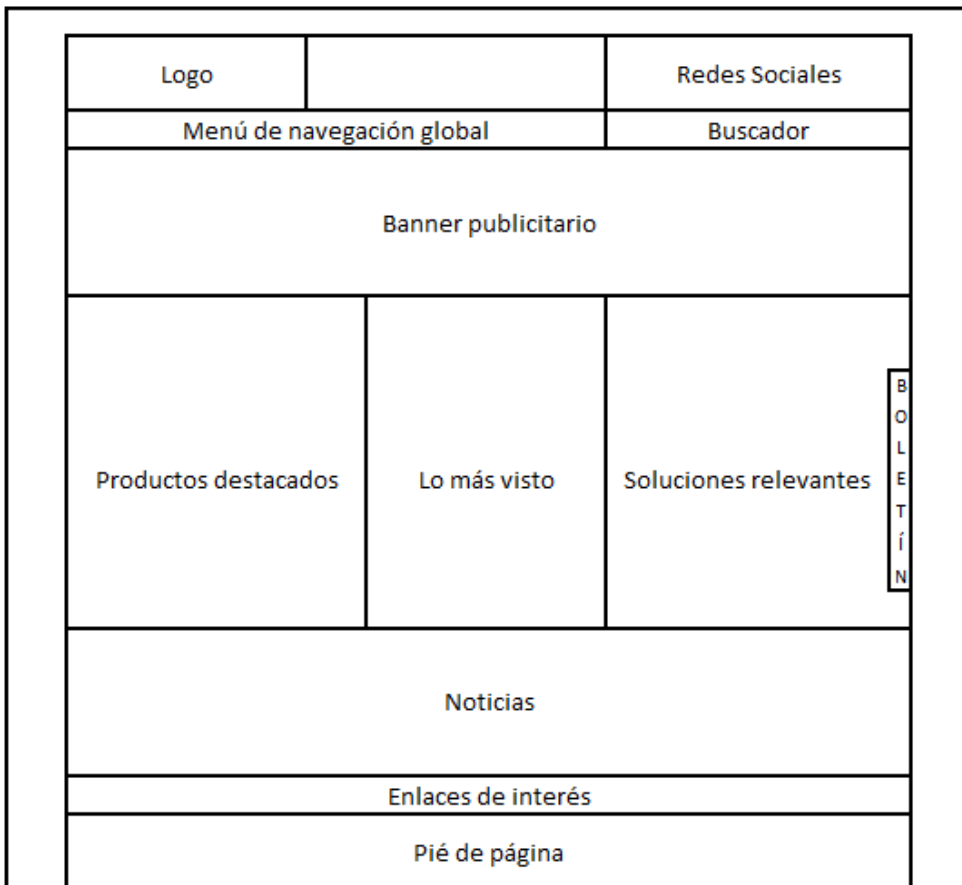 Logo
Redes Sociales
Menú de navegación global
Buscador
Banner publicitario
Productos destacados
Lo más visto
Soluciones relevantes
BOLETÍN
Noticias
Enlaces de interés
Pié de página